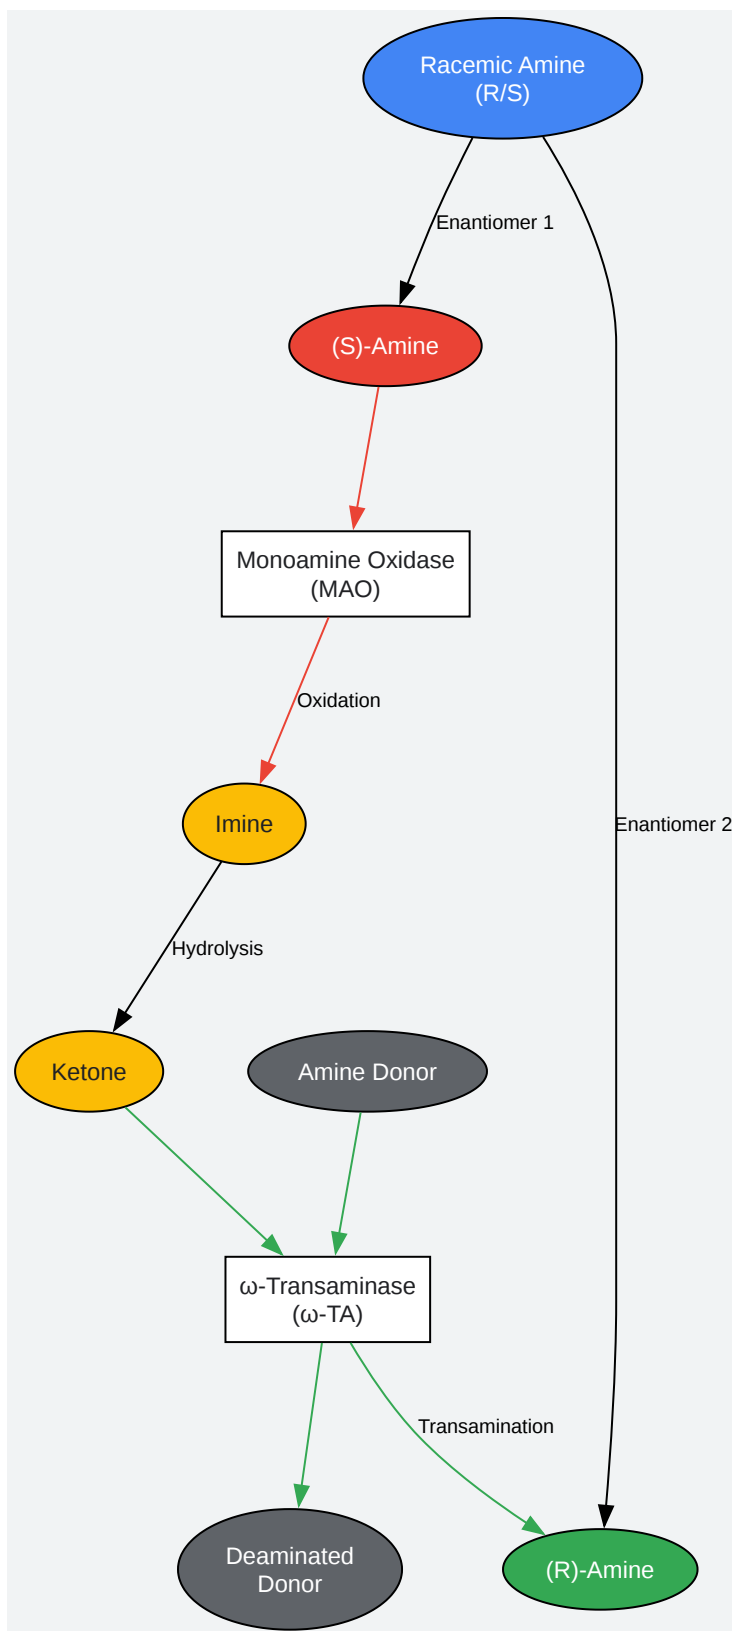 Racemic Amine
(R/S)
Enantiomer 1
(S)-Amine
Monoamine Oxidase
(MAO)
Oxidation
Imine
Enantiomer 2
Hydrolysis
Ketone
Amine Donor
ω-Transaminase
(ω-TA)
Transamination
Deaminated
Donor
(R)-Amine